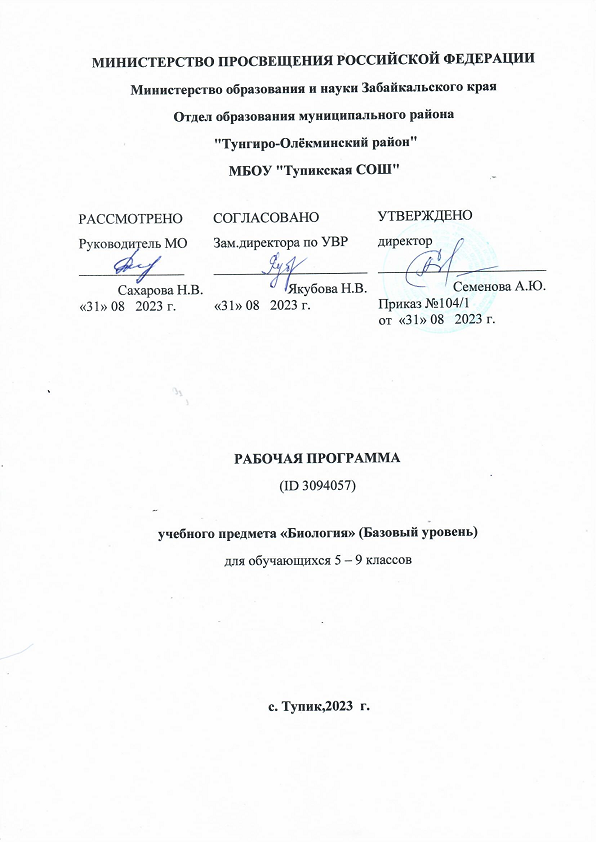 МИНИСТЕРСТВО ПРОСВЕЩЕНИЯ РОССИЙСКОЙ ФЕДЕРАЦИИ
Министерство образования и науки Забайкальского края
Отдел образования муниципального района
"Тунгиро-Олёкминский район"
МБОУ "Тупикская СОШ"
РАССМОТРЕНО СОГЛАСОВАНО УТВЕРЖДЕНО
Руководитель МО Зам.директора по УВР директор
Сахарова Н.В. Якубова Н.В. Семенова А.Ю.
«31» 08 2023 г. «31» 08 2023 г. Приказ №104/1
от «31» 08 2023 г.
РАБОЧАЯ ПРОГРАММА
(ID 3094057)
учебного предмета «Биология» (Базовый уровень)
для обучающихся 5 – 9 классов
с. Тупик,2023 г.